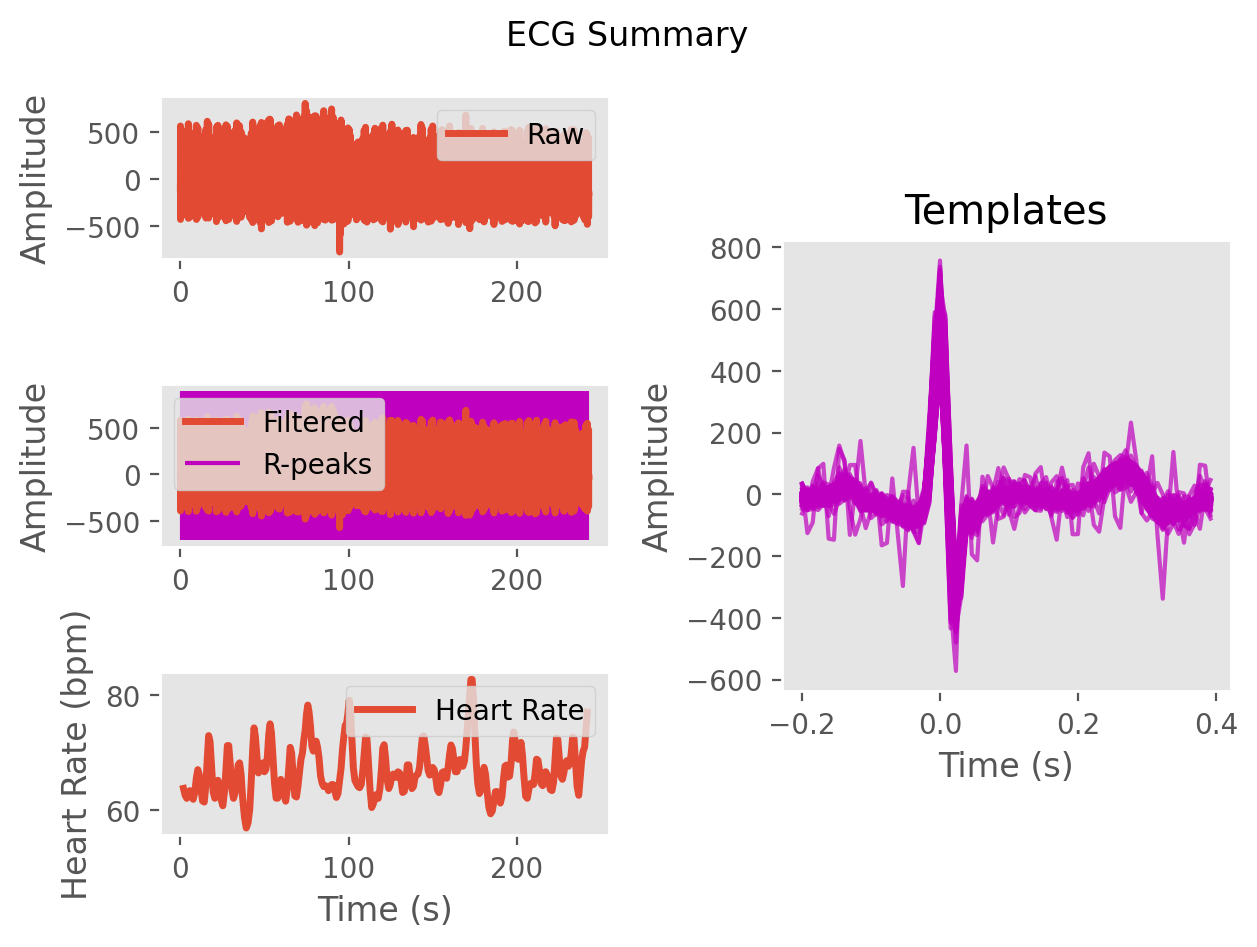 ECG Summary
Amplitude
500
0
−500
Raw
0 100 200
Amplitude
500
0
−500
Filtered
R-peaks
0 100 200
Heart Rate (bpm)
80
60
Heart Rate
0 100 200
Time (s)
Templates
Amplitude
800
600
400
200
0
−200
−400
−600
−0.2 0.0 0.2 0.4
Time (s)